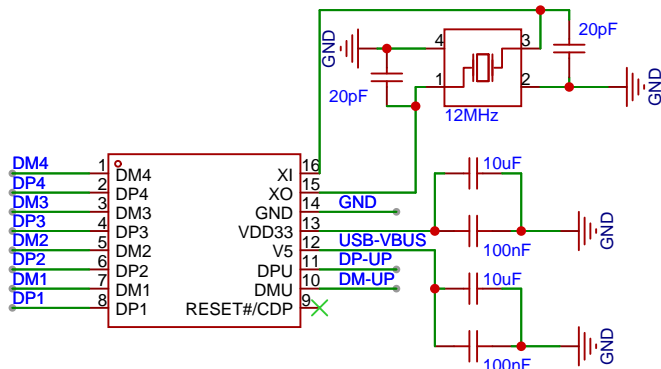 20pF
GND
4
3
1
2
20pF
12MHz
GND
DM4 1 DM4 XI 16
DP4 2 DP4 XO 15
DM3 3 DM3 GND 14 GND
DP3 4 DP3 VDD33 13
DM2 5 DM2 V5 12 USB-VBUS
DP2 6 DP2 DPU 11 DP-UP
DM1 7 DM1 DMU 10 DM-UP
DP1 8 DP1 RESET#/CDP 9
10uF
100nF
GND
10uF
100nF
GND